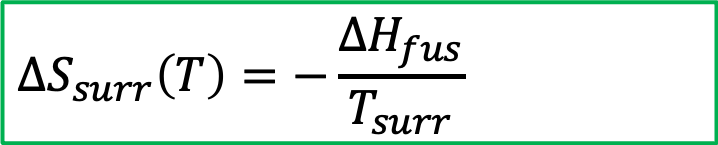 ΔS_surr(T) = −ΔH_fus/T_surr